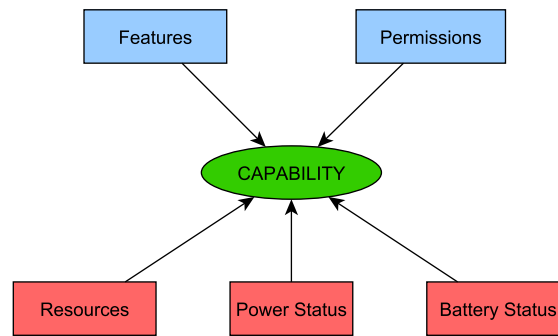 Features
Permissions
CAPABILITY
Resources
Power Status
Battery Status